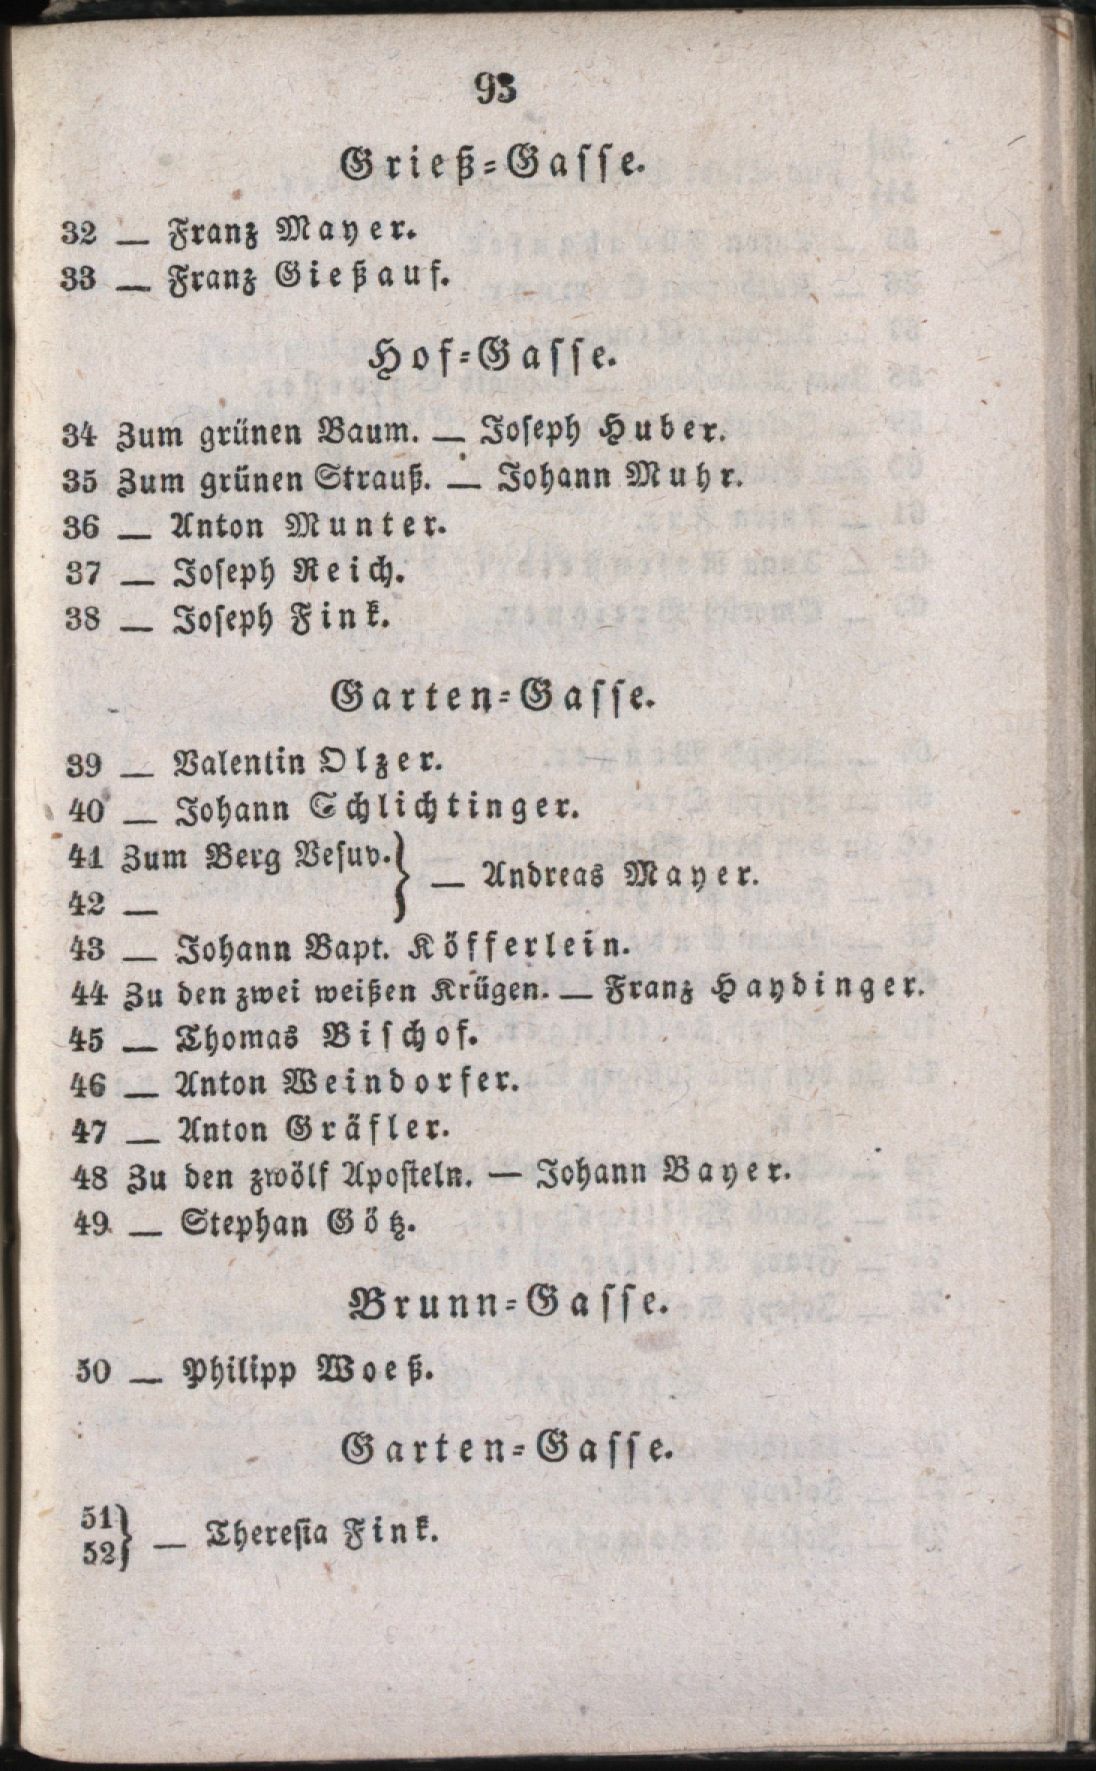 93
Grieß-Gasse.
32 — Franz Mayer.
33 — Franz Gießauf.
Hof-Gasse.
34 Zum grünen Baum. — Joseph Huber.
35 Zum grünen Strauß. — Johann Muhr.
36 — Anton Munter.
37 — Joseph Reich.
38 — Joseph Fink.
Garten-Gasse.
39 — Valentin Olzer.
40 — Johann Schlichtinger.
41 Zum Berg Vesuv.} — Andreas Mayer.
42 —
43 — Johann Bapt. Köfferlein.
44 Zu den zwei weißen Krügen. — Franz Haydinger.
45 — Thomas Bischof.
46 — Anton Weindorfer.
47 — Anton Gräfler.
48 Zu den zwölf Aposteln. — Johann Bayer.
49 — Stephan Götz.
Brunn-Gasse.
50 — Philipp Woeß.
Garten-Gasse.
51
52} — Theresia Fink.